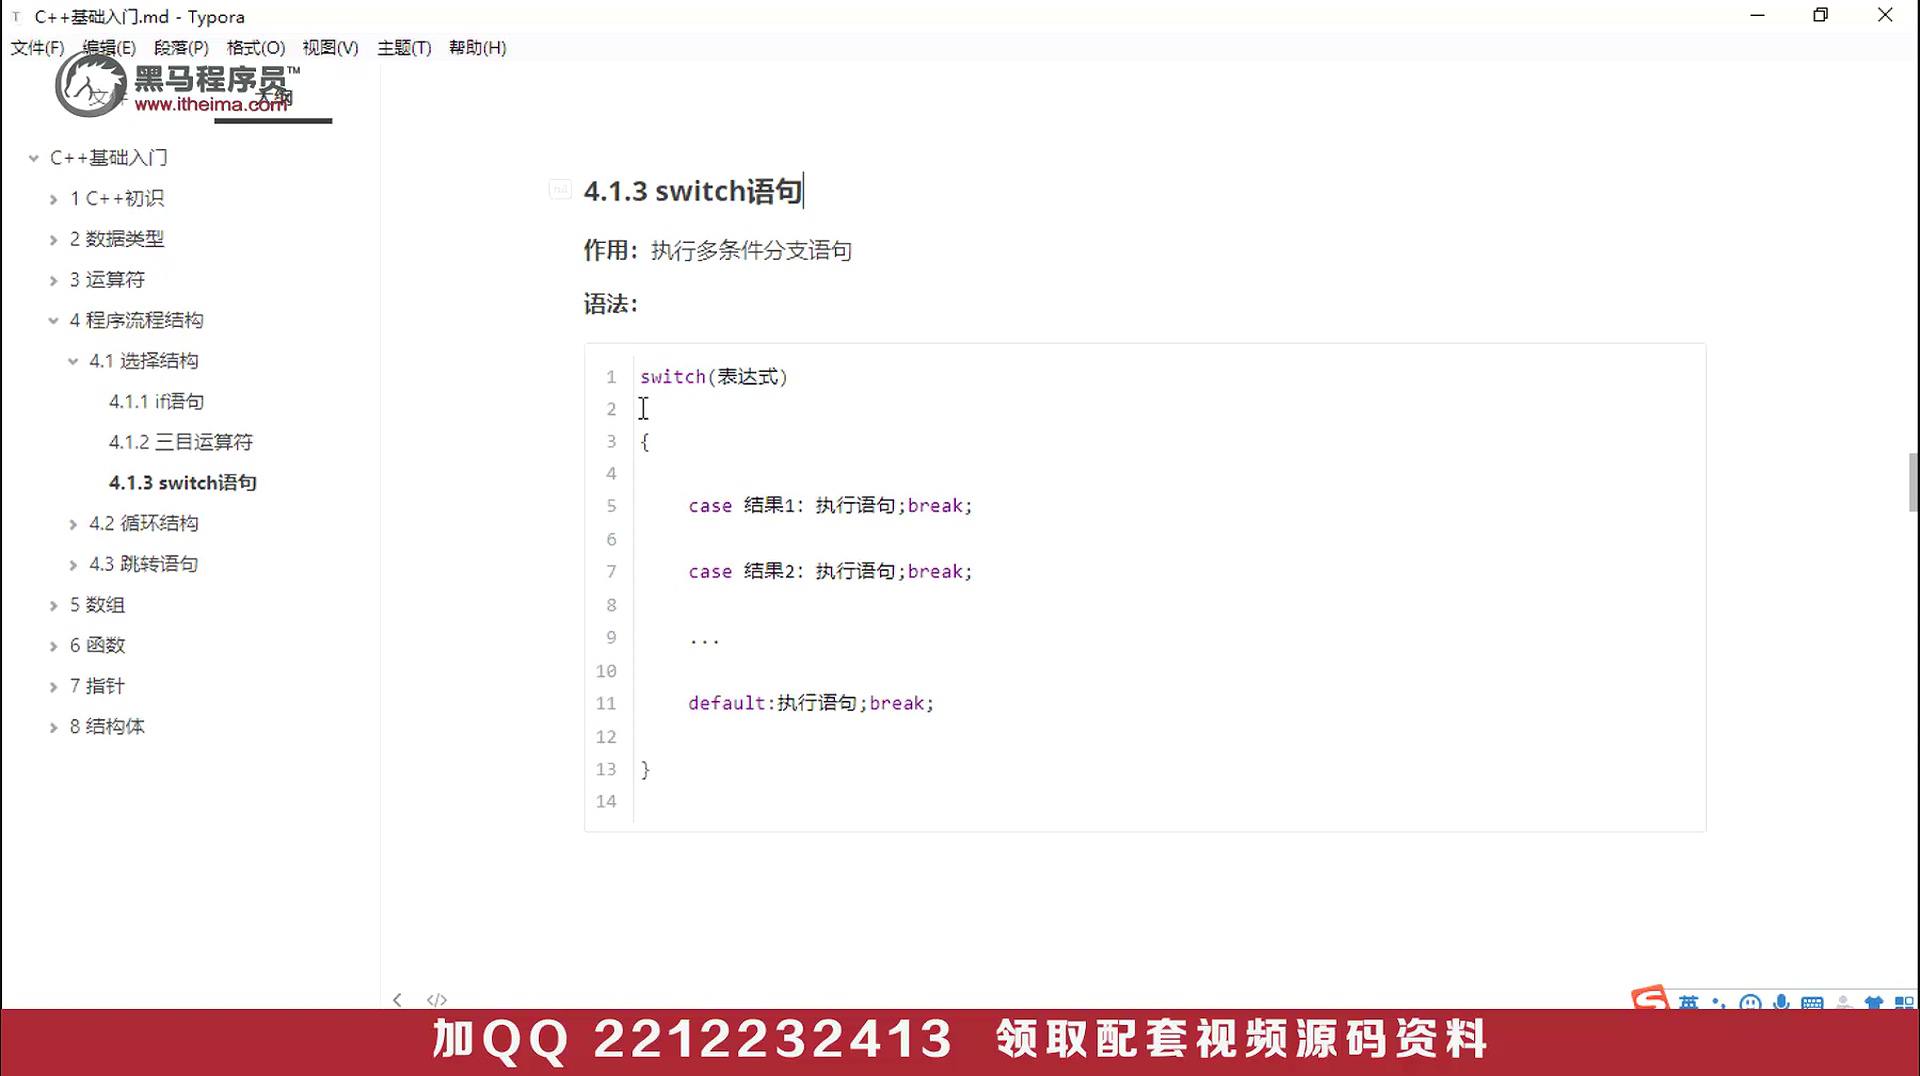 C++基础入门.md - Typora
文件(F) 编辑(E) 段落(P) 格式(O) 视图(V) 主题(T) 帮助(H)
黑马程序员™
www.itheima.com
文件
大纲
C++基础入门
1 C++初识
2 数据类型
3 运算符
4 程序流程结构
4.1 选择结构
4.1.1 if语句
4.1.2 三目运算符
4.1.3 switch语句
4.2 循环结构
4.3 跳转语句
5 数组
6 函数
7 指针
8 结构体
h4
4.1.3 switch语句
作用：执行多条件分支语句
语法：
1 switch(表达式)
2
3 {
4
5 case 结果1: 执行语句;break;
6
7 case 结果2: 执行语句;break;
8
9 ...
10
11 default:执行语句;break;
12
13 }
14
</>
英
加QQ 2212232413 领取配套视频源码资料